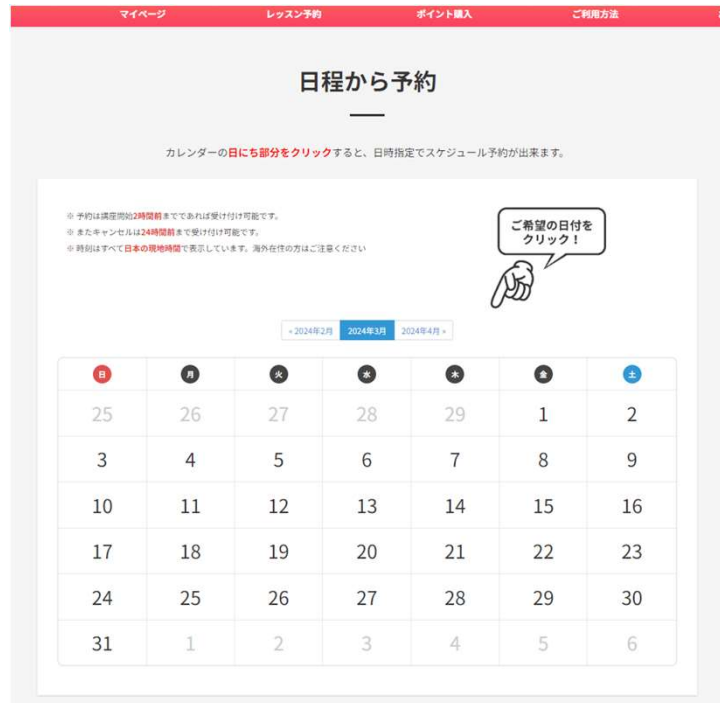 マイページ レッスン予約 ポイント購入 ご利用方法
日程から予約
カレンダーの日にち部分をクリックすると、日時指定でスケジュール予約が出来ます。
※ 予約は講座開始2時間前までであれば受け付け可能です。
※ またキャンセルは24時間前まで受け付け可能です。
※ 時刻はすべて日本の現地時間で表示しています。海外在住の方はご注意ください
ご希望の日付を
クリック！
« 2024年2月 2024年3月 2024年4月 »
日 月 火 水 木 金 土
25 26 27 28 29 1 2
3 4 5 6 7 8 9
10 11 12 13 14 15 16
17 18 19 20 21 22 23
24 25 26 27 28 29 30
31 1 2 3 4 5 6